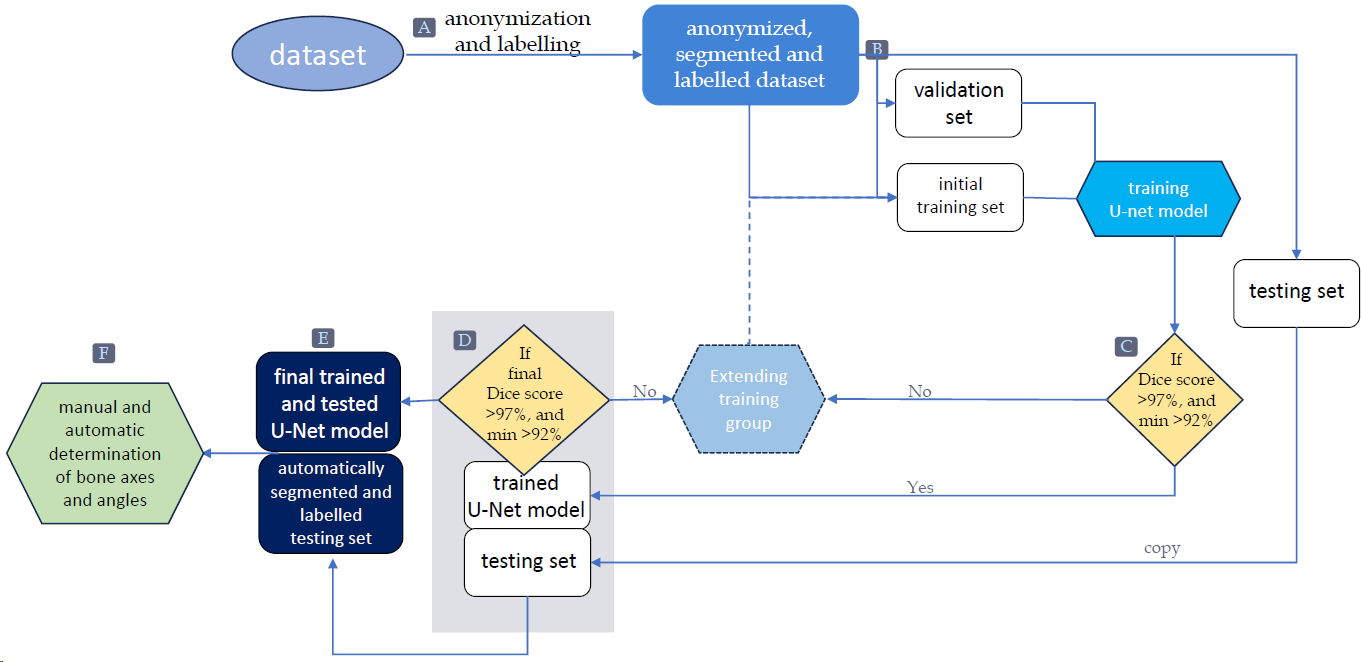 dataset
A
anonymization
and labelling
anonymized,
segmented and
labelled dataset
B
validation
set
initial
training set
training
U-net model
testing set
C
If
Dice score
>97%, and
min >92%
No
Extending
training
group
No
D
If
final
Dice score
>97%, and
min >92%
Yes
trained
U-Net model
copy
testing set
E
final trained
and tested
U-Net model
automatically
segmented and
labelled
testing set
F
manual and
automatic
determination
of bone axes
and angles